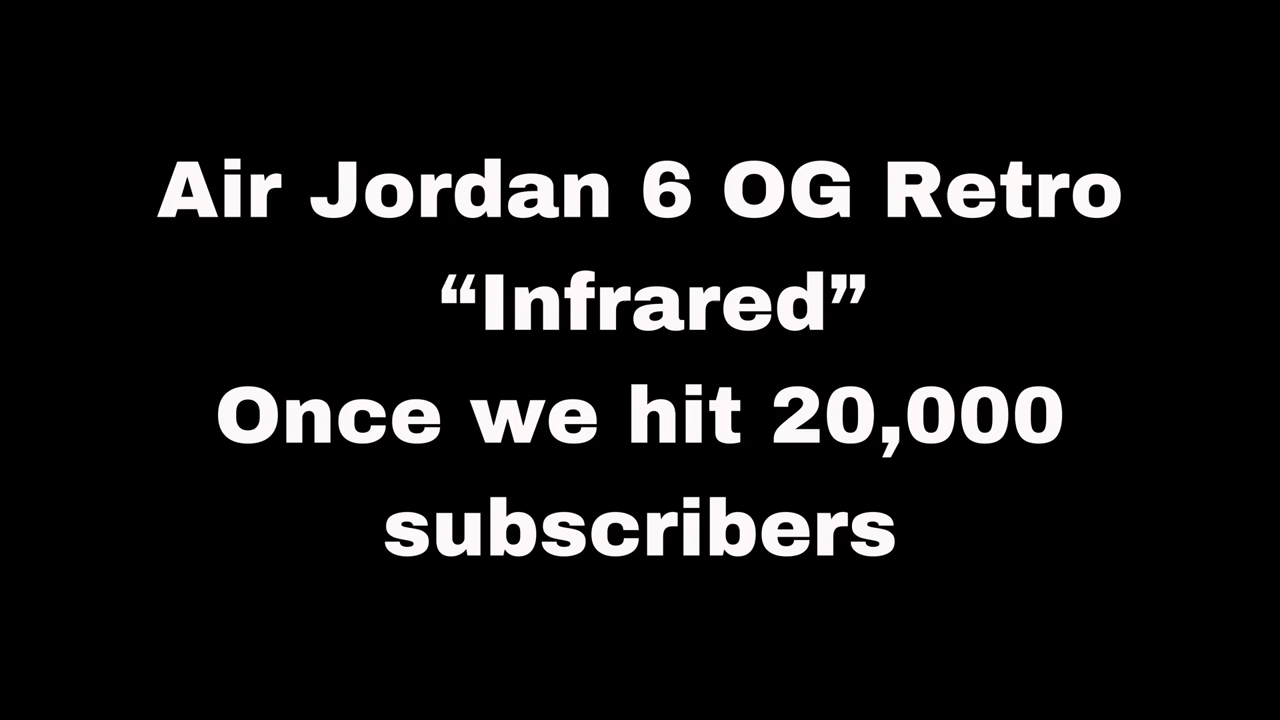 Air Jordan 6 OG Retro
“Infrared”
Once we hit 20,000
subscribers